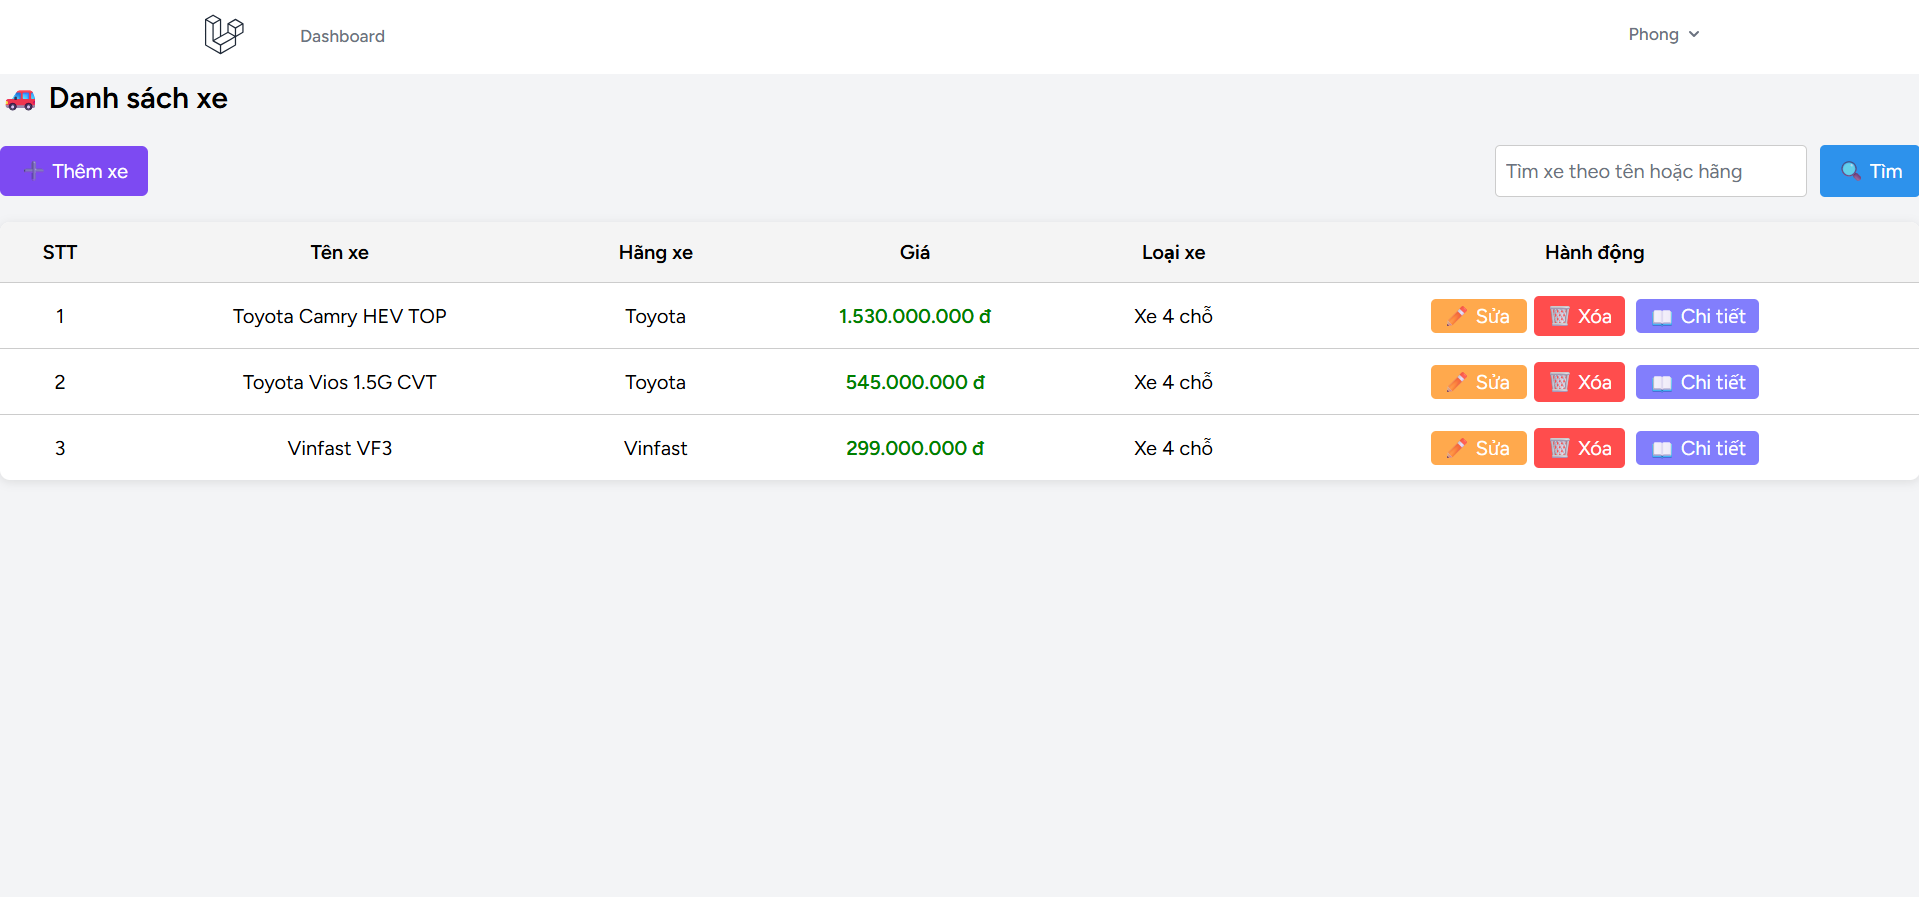 Dashboard
Phong
Danh sách xe
Thêm xe
Tìm xe theo tên hoặc hãng
Tìm
STT Tên xe Hãng xe Giá Loại xe Hành động
1 Toyota Camry HEV TOP Toyota 1.530.000.000 đ Xe 4 chỗ Sửa Xóa Chi tiết
2 Toyota Vios 1.5G CVT Toyota 545.000.000 đ Xe 4 chỗ Sửa Xóa Chi tiết
3 Vinfast VF3 Vinfast 299.000.000 đ Xe 4 chỗ Sửa Xóa Chi tiết